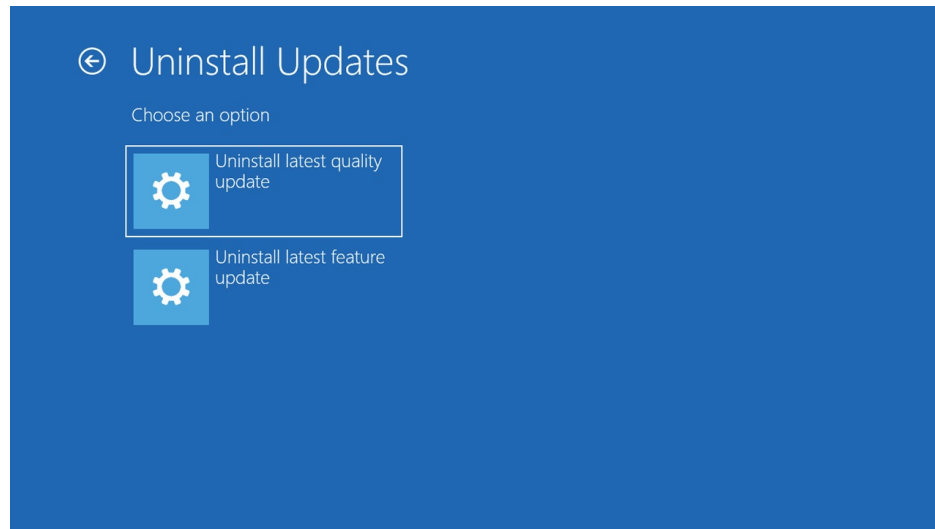 Uninstall Updates
Choose an option
Uninstall latest quality
update
Uninstall latest feature
update